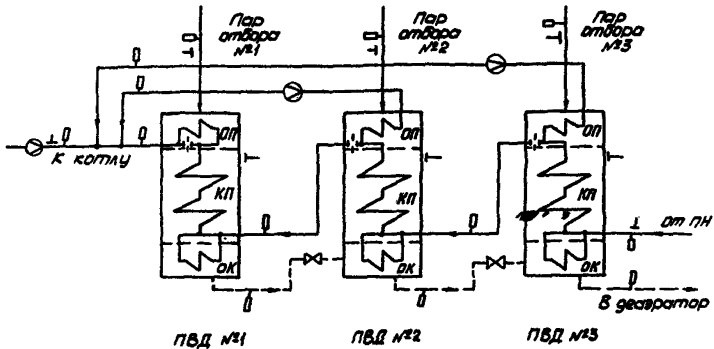 Пар
отбора
№1
Пар
отбора
№2
Пар
отбора
№3
ОП
ОП
ОП
К котлу
КП
КП
КП
от ПН
ОК
ОК
ОК
В деаэратор
ПВД №1
ПВД №2
ПВД №3